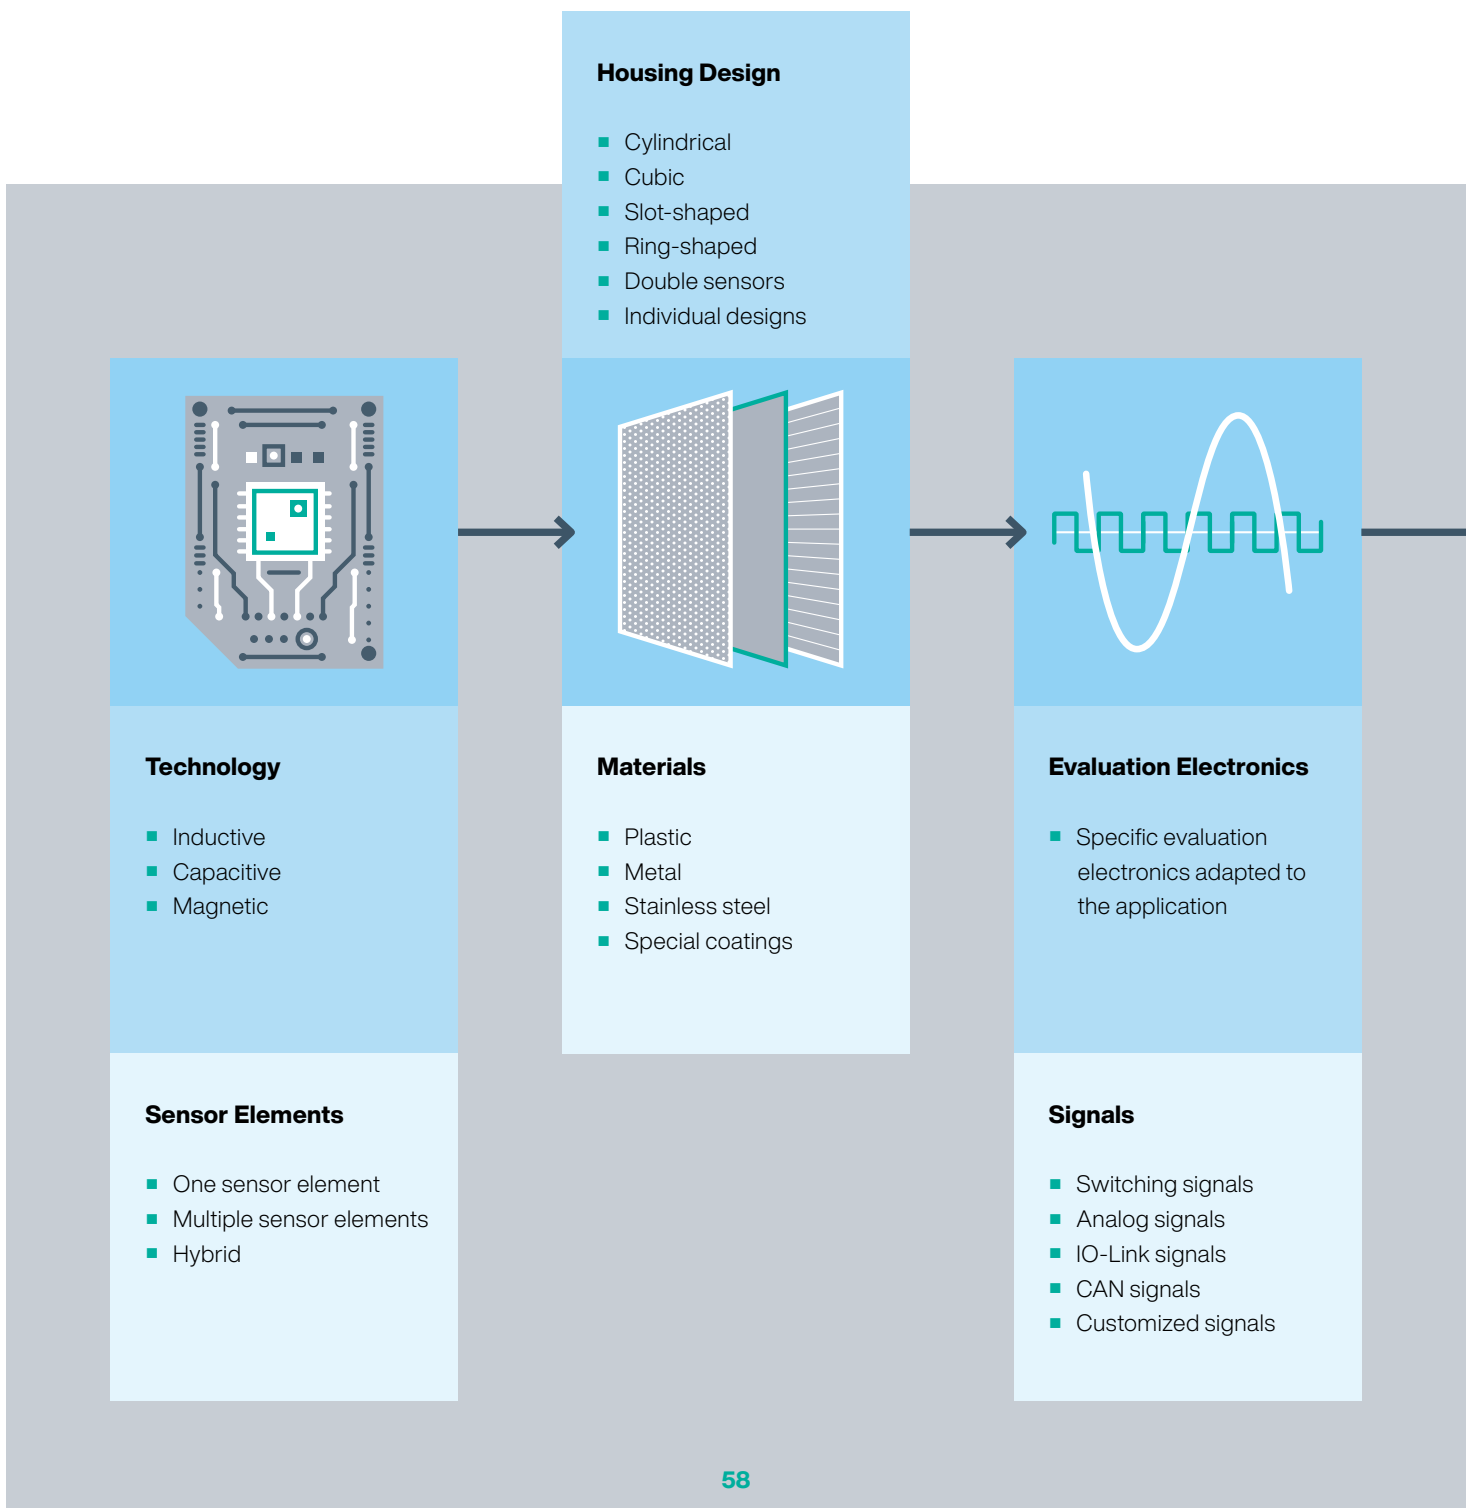 Housing Design
Cylindrical
Cubic
Slot-shaped
Ring-shaped
Double sensors
Individual designs
Technology
Inductive
Capacitive
Magnetic
Sensor Elements
One sensor element
Multiple sensor elements
Hybrid
Materials
Plastic
Metal
Stainless steel
Special coatings
Evaluation Electronics
Specific evaluation
electronics adapted to
the application
Signals
Switching signals
Analog signals
IO-Link signals
CAN signals
Customized signals
58